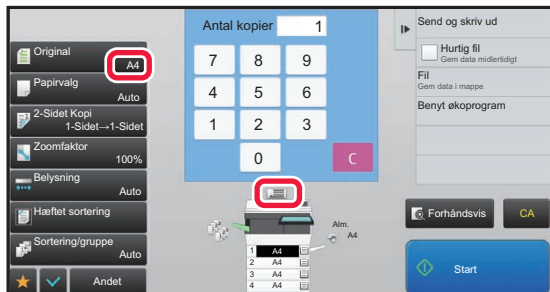 Antal kopier 1
Original
A4
Papirvalg
Auto
2-Sidet Kopi
1-Sidet→1-Sidet
Zoomfaktor
100%
Belysning
Auto
Hæftet sortering
Sortering/gruppe
Auto
Andet
7 8 9
4 5 6
1 2 3
0 C
Alm.
A4
1 A4
2 A4
3 A4
4 A4
Send og skriv ud
Hurtig fil
Gem data midlertidigt
Fil
Gem data i mappe
Benyt økoprogram
Forhåndsvis
CA
Start